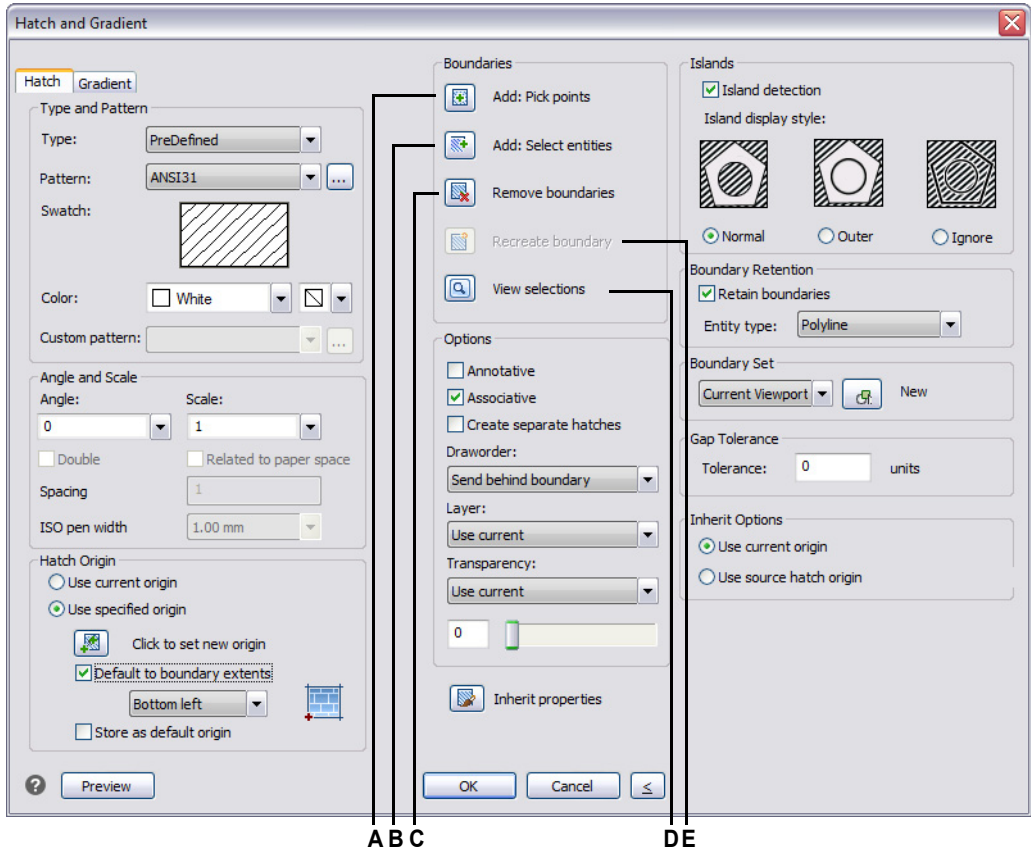 Hatch and Gradient
Hatch
Gradient
Type and Pattern
Type:
PreDefined
Pattern:
ANSI31
...
Swatch:
Color:
White
Custom pattern:
...
Angle and Scale
Angle:
Scale:
0
1
Double
Related to paper space
Spacing
1
ISO pen width
1.00 mm
Hatch Origin
Use current origin
Use specified origin
Click to set new origin
Default to boundary extents
Bottom left
Store as default origin
?
Preview
Boundaries
Add: Pick points
Add: Select entities
Remove boundaries
Recreate boundary
View selections
Options
Annotative
Associative
Create separate hatches
Draworder:
Send behind boundary
Layer:
Use current
Transparency:
Use current
0
Inherit properties
OK
Cancel
≤
Islands
Island detection
Island display style:
Normal
Outer
Ignore
Boundary Retention
Retain boundaries
Entity type:
Polyline
Boundary Set
Current Viewport
New
Gap Tolerance
Tolerance:
0
units
Inherit Options
Use current origin
Use source hatch origin
A B C
D E